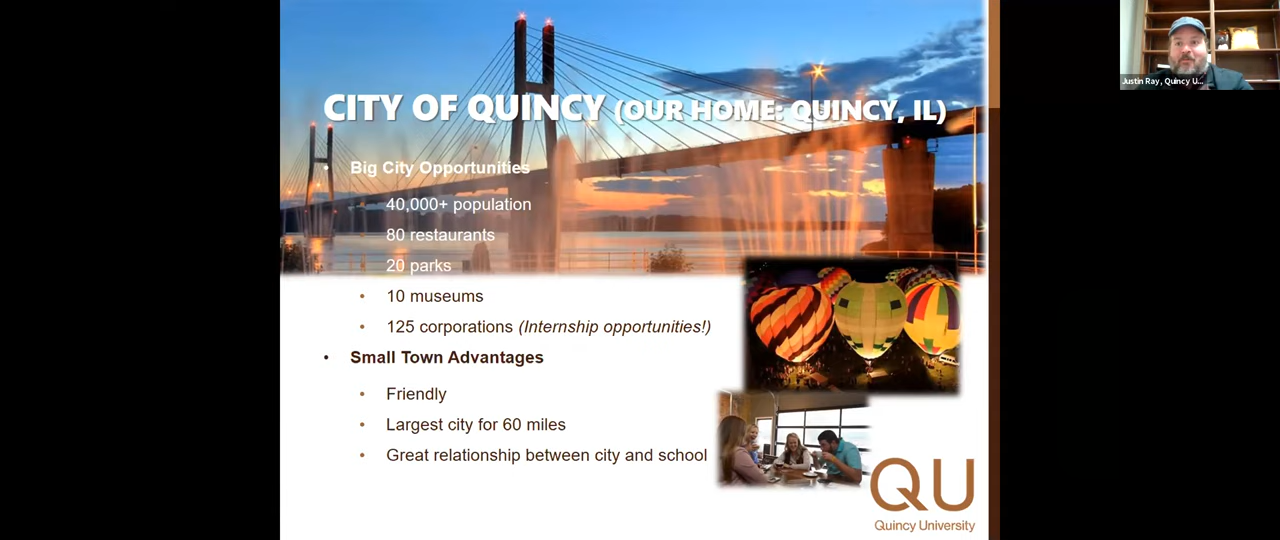 CITY OF QUINCY (OUR HOME: QUINCY, IL)
• Big City Opportunities
40,000+ population
80 restaurants
20 parks
• 10 museums
• 125 corporations (Internship opportunities!)
• Small Town Advantages
• Friendly
• Largest city for 60 miles
• Great relationship between city and school
QU
Quincy University
Justin Ray, Quincy U...